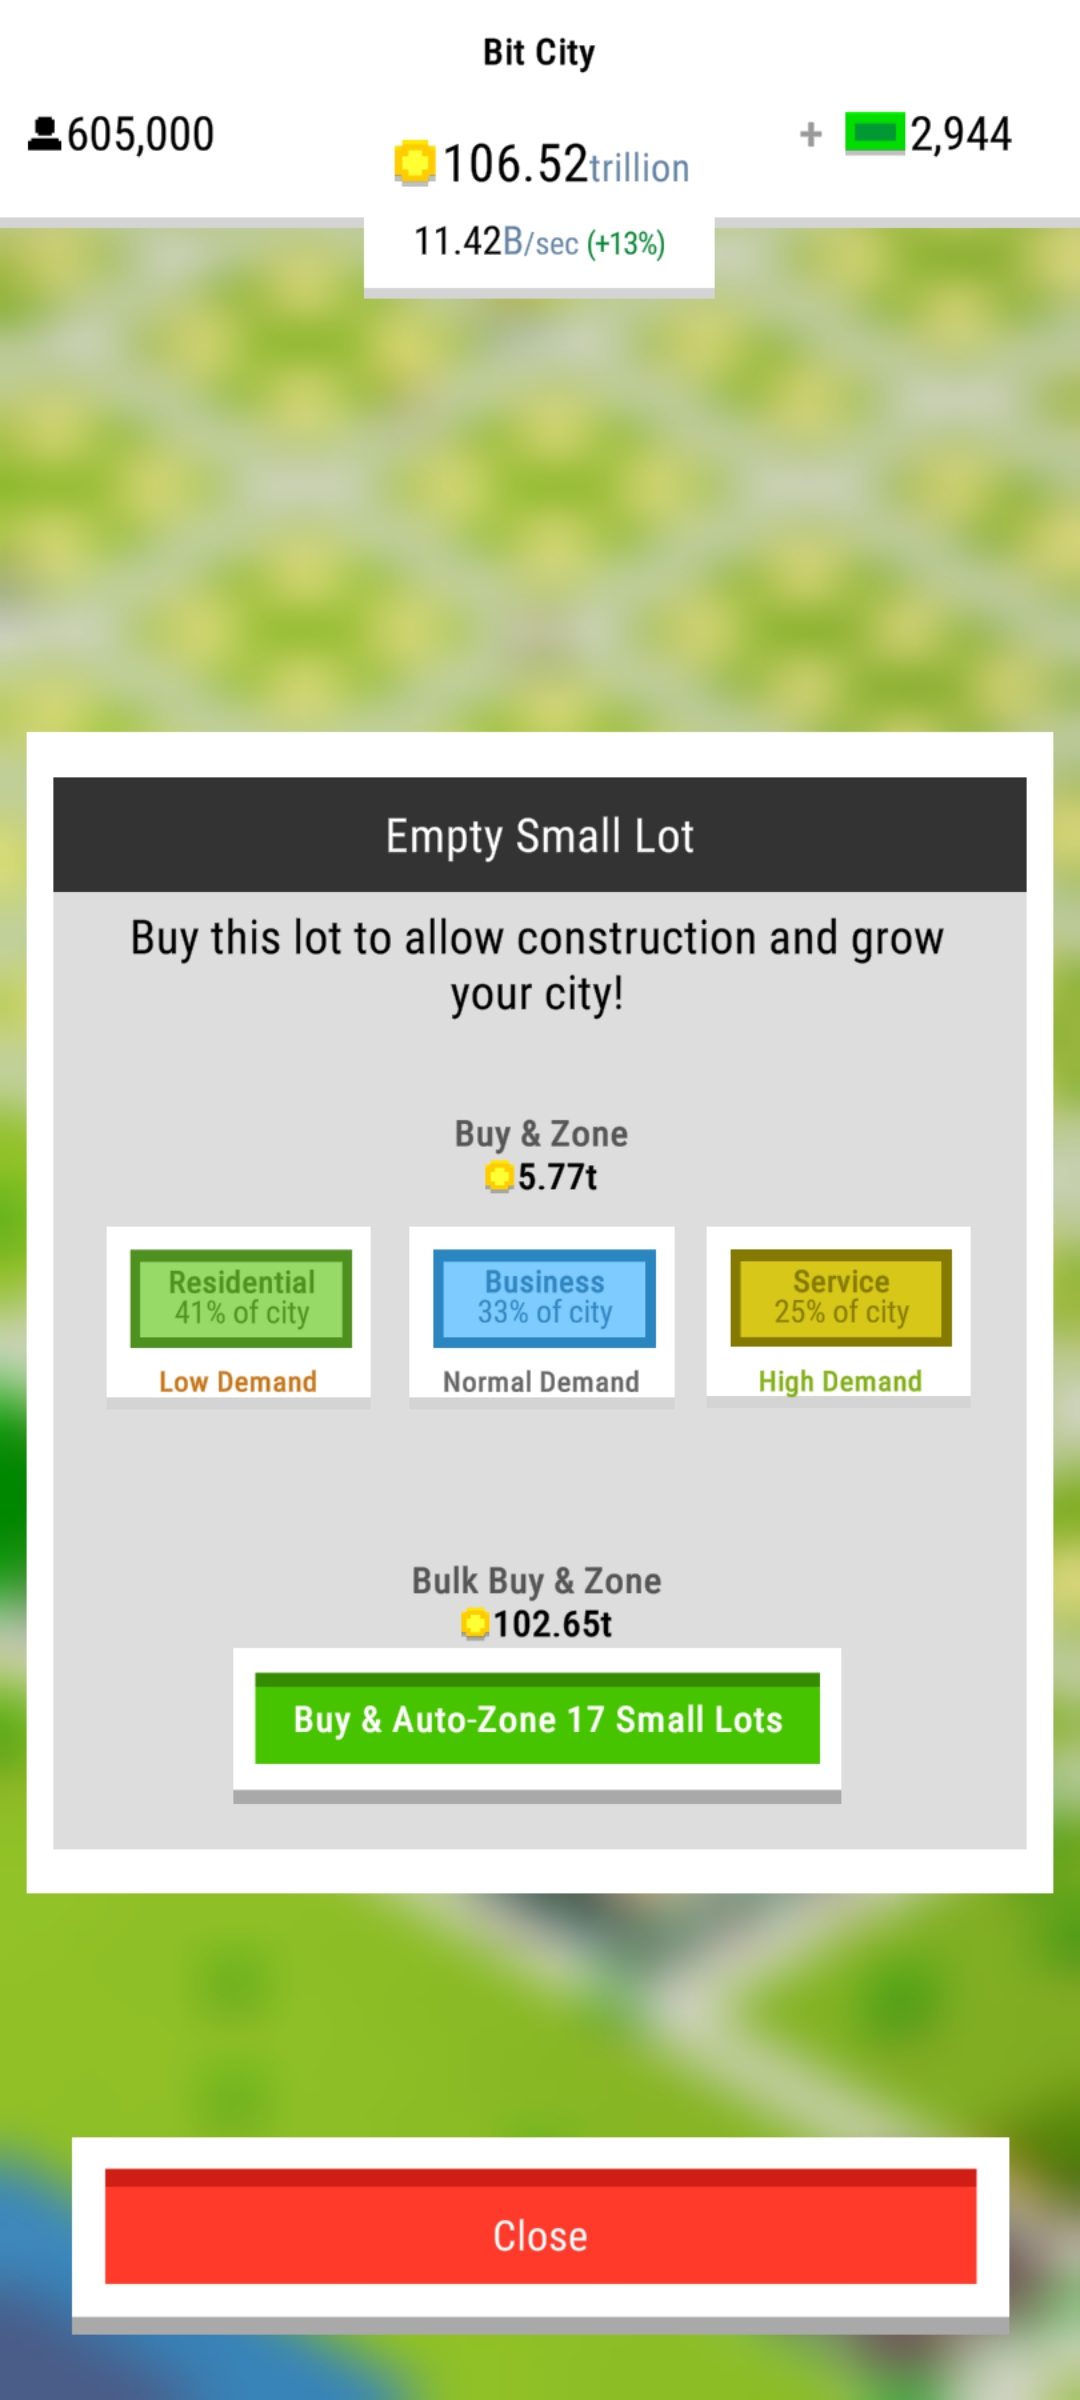 Bit City
605,000
106.52trillion
+ 2,944
11.42B/sec (+13%)
Empty Small Lot
Buy this lot to allow construction and grow
your city!
Buy & Zone
5.77t
Residential
41% of city
Low Demand
Business
33% of city
Normal Demand
Service
25% of city
High Demand
Bulk Buy & Zone
102.65t
Buy & Auto-Zone 17 Small Lots
Close